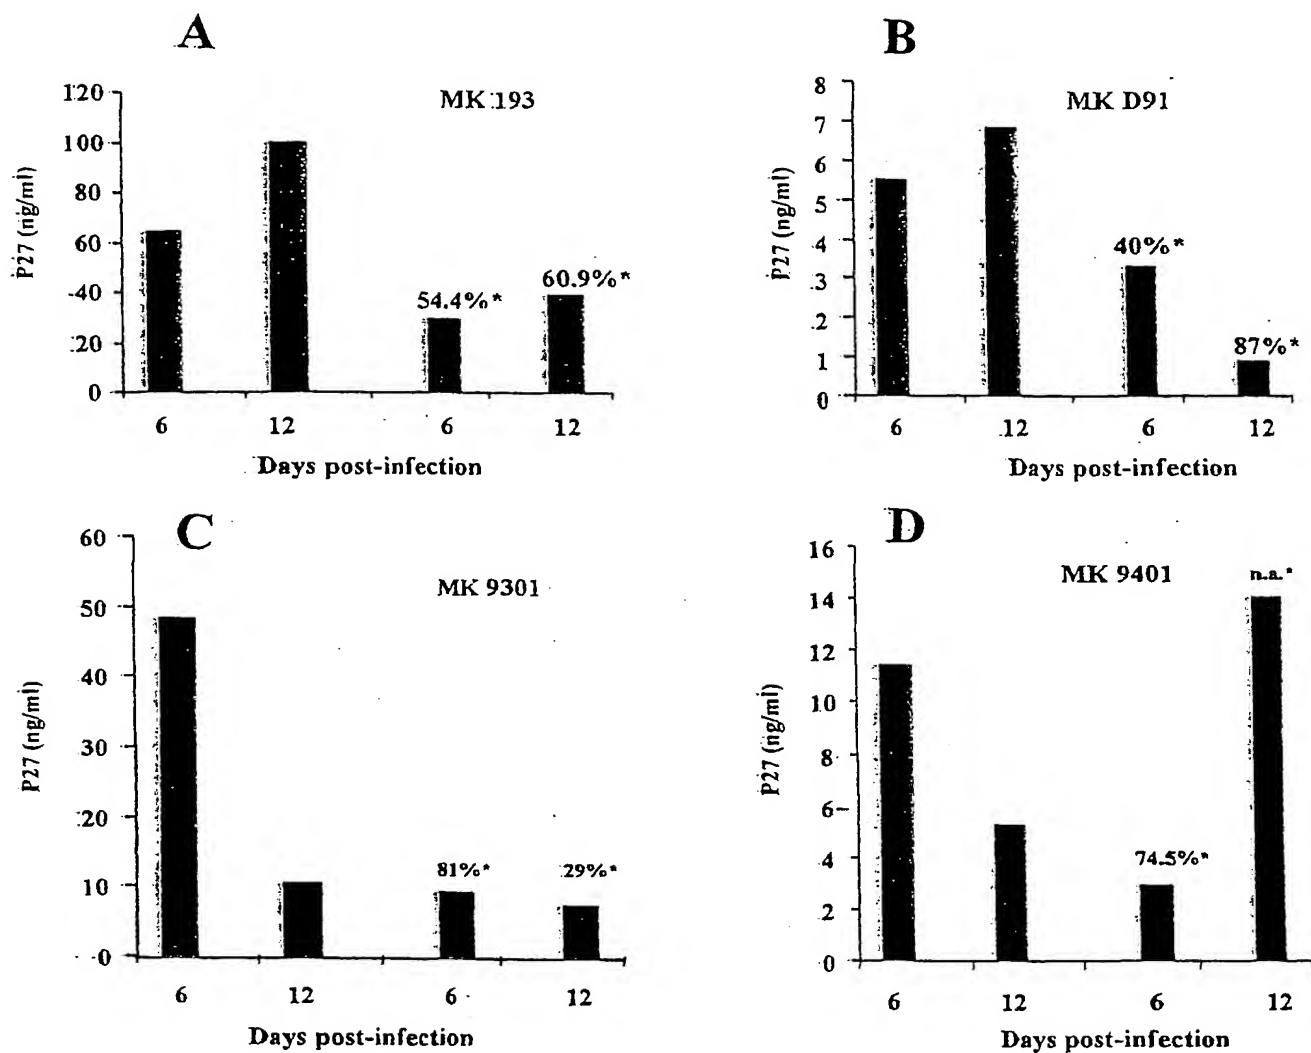 A
MK 193
P27 (ng/ml)
120
100
80
60
40
20
0
54.4%*
60.9%*
6 12 6 12
Days post-infection
B
MK D91
P27 (ng/ml)
8
7
6
5
4
3
2
1
0
40%*
87%*
6 12 6 12
Days post-infection
C
MK 9301
P27 (ng/ml)
60
50
40
30
20
10
0
81%*
29%*
6 12 6 12
Days post-infection
D
MK 9401
P27 (ng/ml)
16
14
12
10
8
6
4
2
0
74.5%*
n.a.*
6 12 6 12
Days post-infection